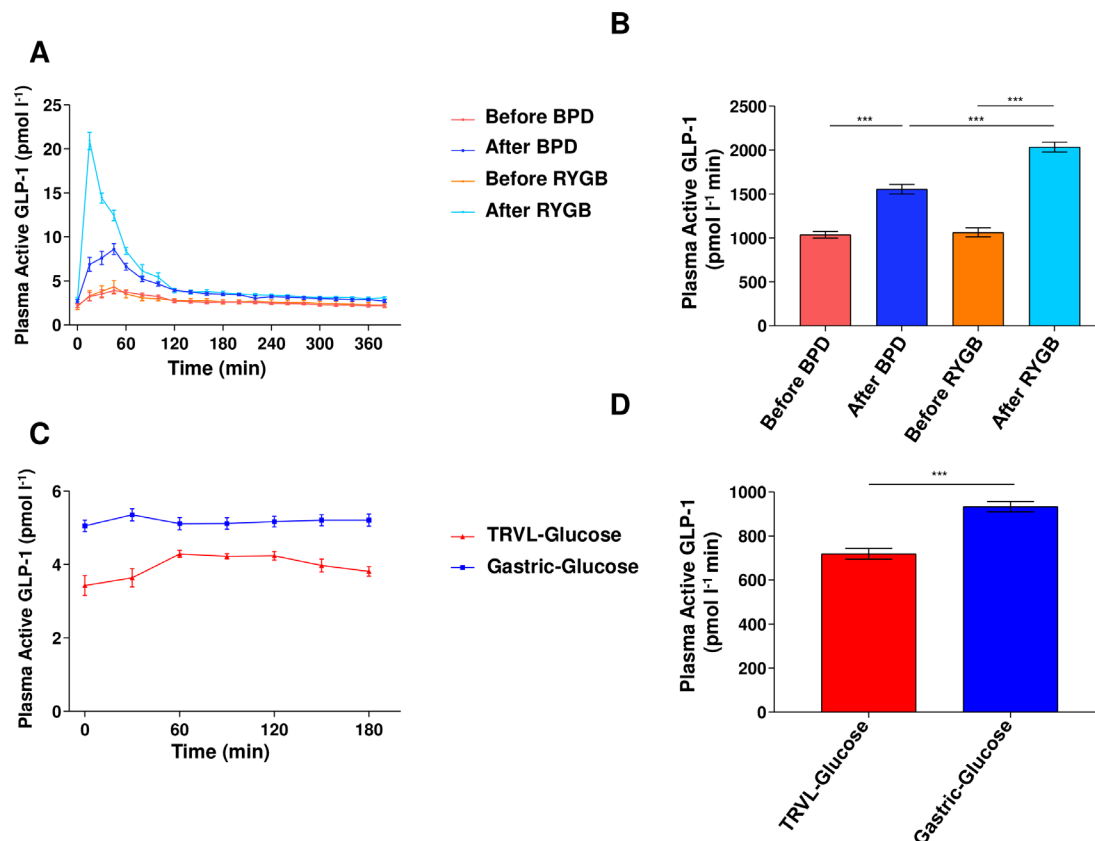 A
Plasma Active GLP-1 (pmol l⁻¹)
25
20
15
10
5
0
0 60 120 180 240 300 360
Time (min)
Before BPD
After BPD
Before RYGB
After RYGB
B
Plasma Active GLP-1
(pmol l⁻¹ min)
2500
2000
1500
1000
500
0
***
*** ***
Before BPD
After BPD
Before RYGB
After RYGB
C
Plasma Active GLP-1 (pmol l⁻¹)
6
4
2
0
0 60 120 180
Time (min)
TRVL-Glucose
Gastric-Glucose
D
Plasma Active GLP-1
(pmol l⁻¹ min)
1000
800
600
400
200
0
***
TRVL-Glucose
Gastric-Glucose